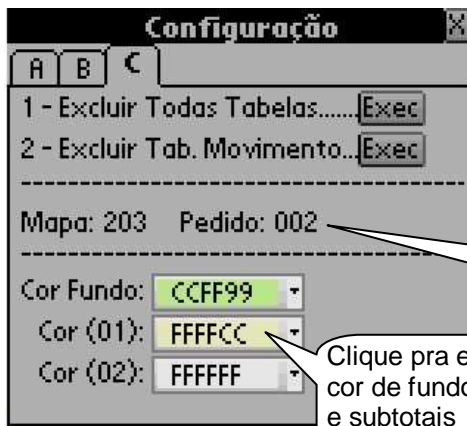 Configuração X
A B C
1 - Excluir Todas Tabelas......Exec
2 - Excluir Tab. Movimento...Exec
Mapa: 203 Pedido: 002
Cor Fundo: CCFF99
Cor (01): FFFFCC
Cor (02): FFFFFF
Clique pra e
cor de fundo
e subtotais